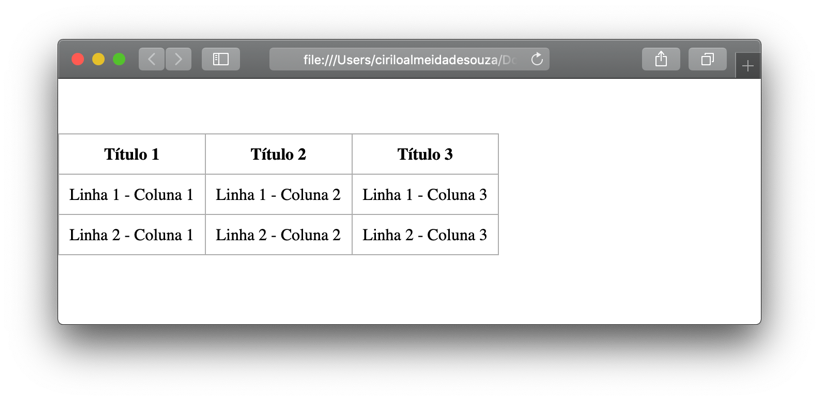 file:///Users/ciriloalmeidadesouza/Do
Título 1 Título 2 Título 3
Linha 1 - Coluna 1 Linha 1 - Coluna 2 Linha 1 - Coluna 3
Linha 2 - Coluna 1 Linha 2 - Coluna 2 Linha 2 - Coluna 3